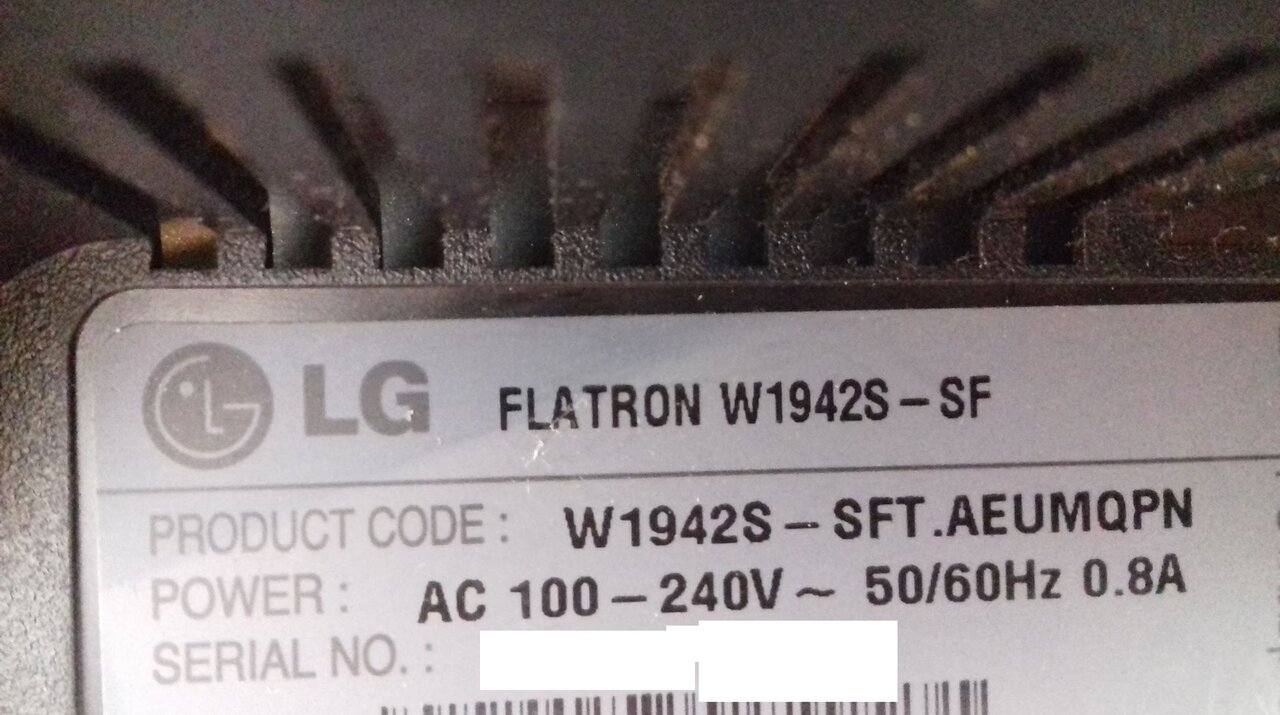 LG FLATRON W1942S-SF
PRODUCT CODE: W1942S-SFT.AEUMQPN
POWER: AC 100-240V~ 50/60Hz 0.8A
SERIAL NO.: